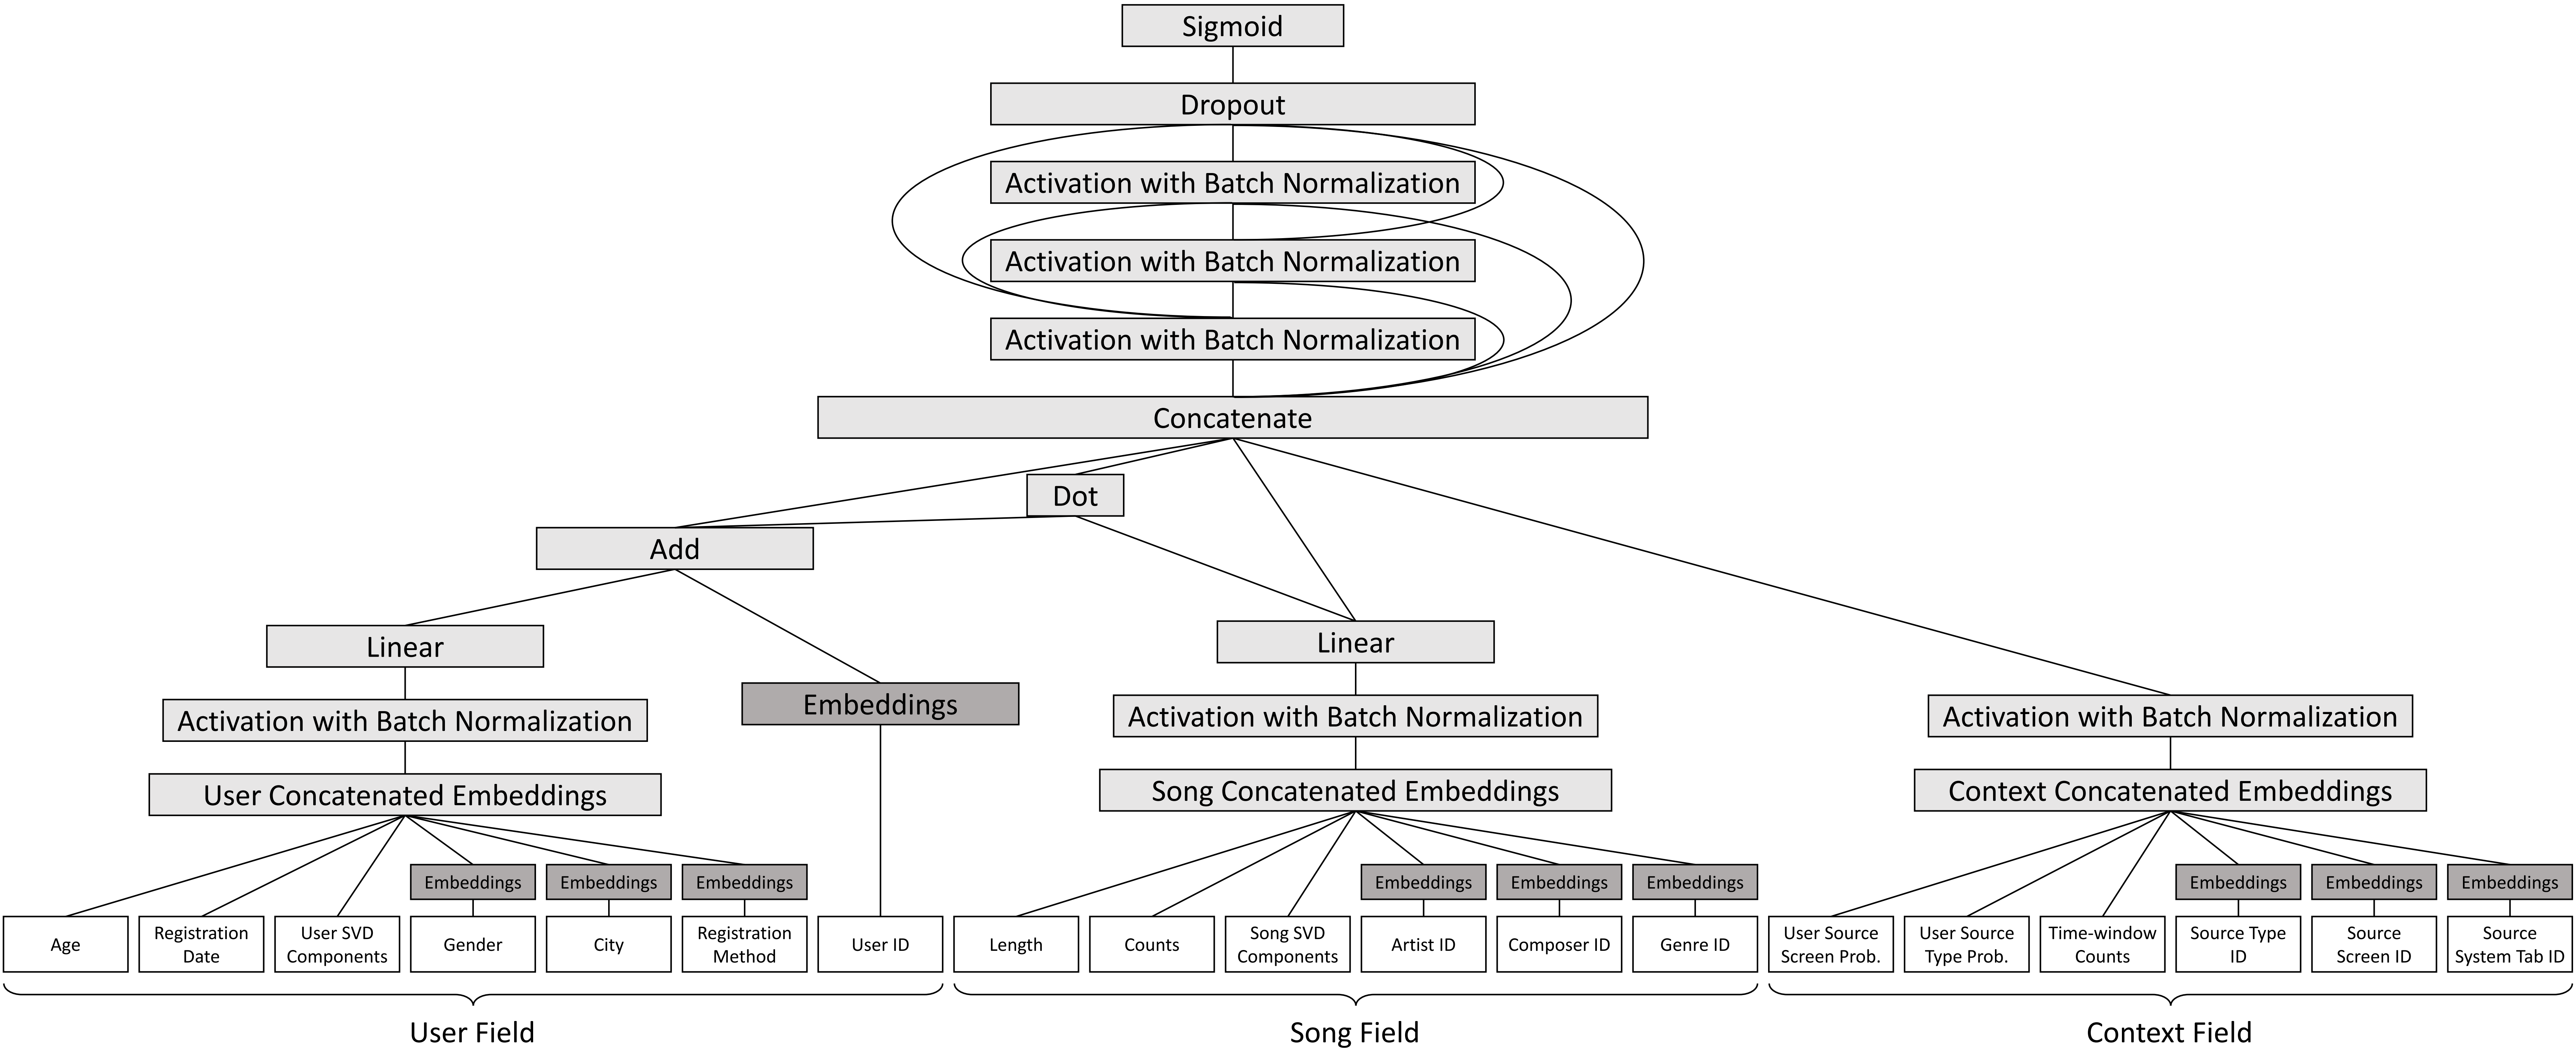 Sigmoid
Dropout
Activation with Batch Normalization
Activation with Batch Normalization
Activation with Batch Normalization
Concatenate
Dot
Add
Linear
Linear
Embeddings
Activation with Batch Normalization
Activation with Batch Normalization
Activation with Batch Normalization
User Concatenated Embeddings
Song Concatenated Embeddings
Context Concatenated Embeddings
Embeddings
Embeddings
Embeddings
Embeddings
Embeddings
Embeddings
Embeddings
Embeddings
Embeddings
Age
Registration
Date
User SVD
Components
Gender
City
Registration
Method
User ID
Length
Counts
Song SVD
Components
Artist ID
Composer ID
Genre ID
User Source
Screen Prob.
User Source
Type Prob.
Time-window
Counts
Source Type
ID
Source
Screen ID
Source
System Tab ID
User Field
Song Field
Context Field